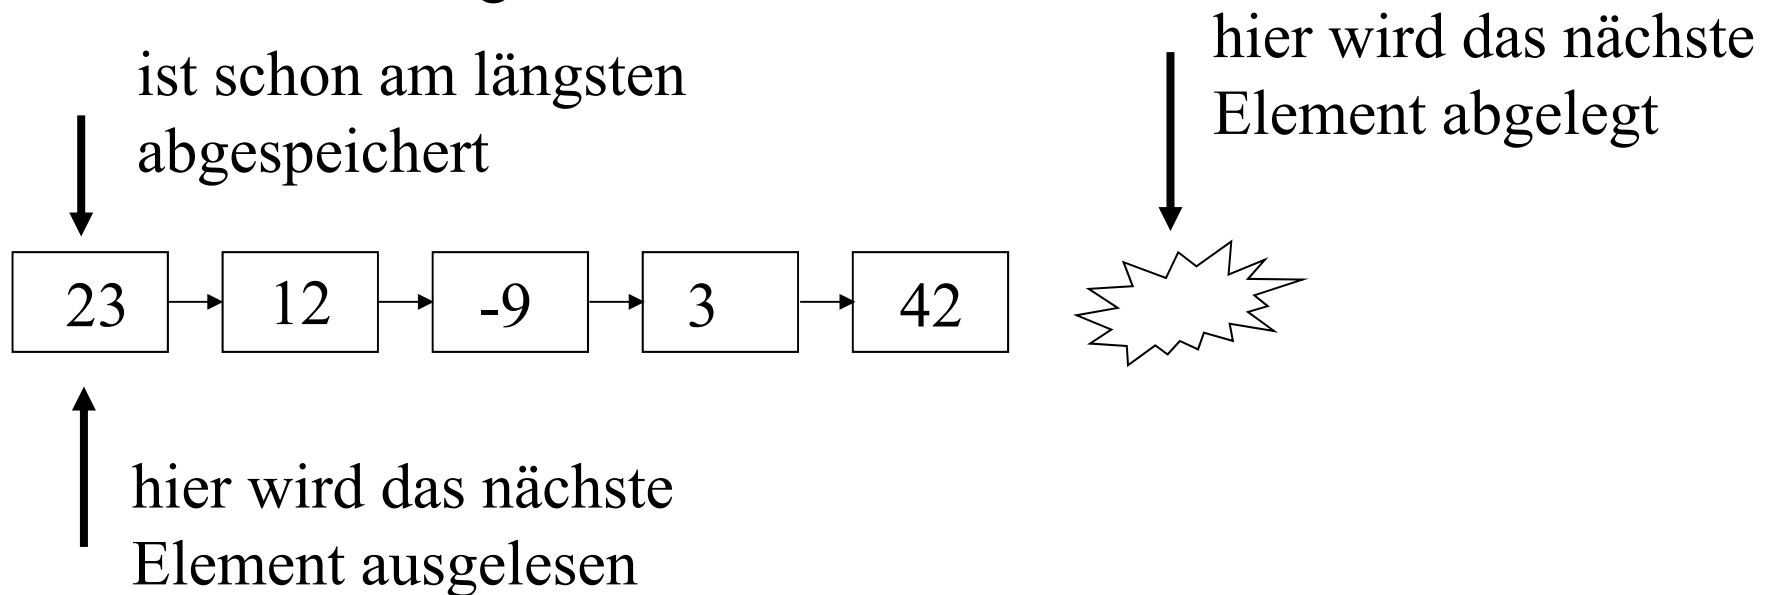 ist schon am längsten
abgespeichert
hier wird das nächste
Element abgelegt
23 12 -9 3 42
hier wird das nächste
Element ausgelesen